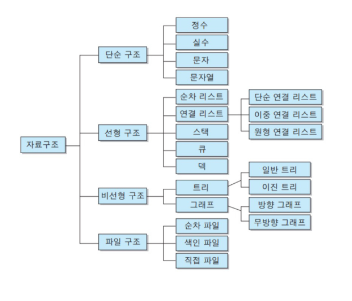 정수
단순 구조
실수
문자
문자열
순차 리스트
연결 리스트
단순 연결 리스트
이중 연결 리스트
원형 연결 리스트
선형 구조
스택
큐
덱
자료구조
비선형 구조
트리
일반 트리
이진 트리
그래프
방향 그래프
무방향 그래프
파일 구조
순차 파일
색인 파일
직접 파일